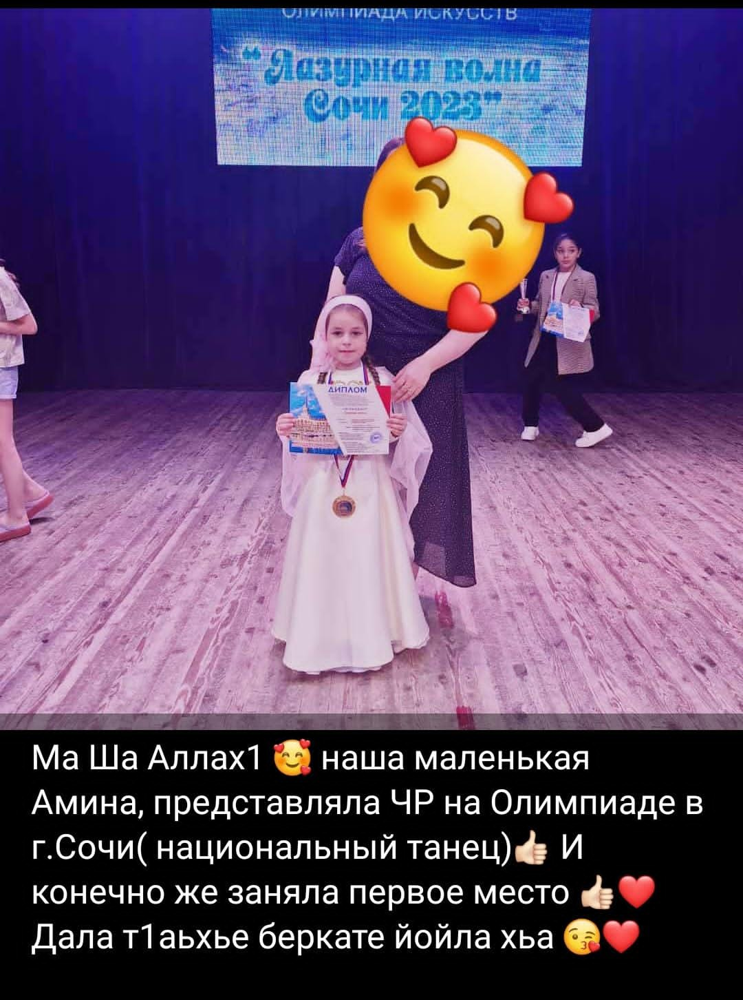 ОЛИМПИАДА ИСКУССТВ
"Лазурная волна
Сочи 2023"
ДИПЛОМ
Ма Ша Аллах1 🥰 наша маленькая
Амина, представляла ЧР на Олимпиаде в
г.Сочи( национальный танец)👍🏻 И
конечно же заняла первое место 👍🏻❤️
Дала т1аьхье беркате йойла хьа 😘❤️